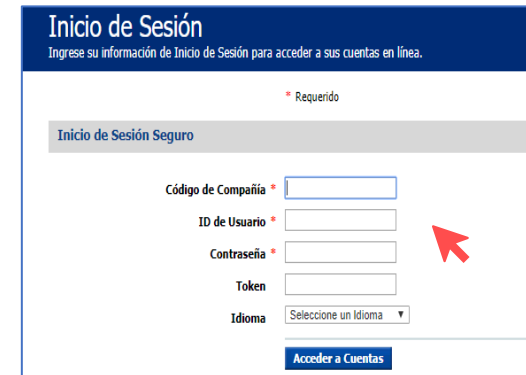 Inicio de Sesión
Ingrese su información de Inicio de Sesión para acceder a sus cuentas en línea.
* Requerido
Inicio de Sesión Seguro
Código de Compañía *
ID de Usuario *
Contraseña *
Token
Idioma Seleccione un Idioma
Acceder a Cuentas